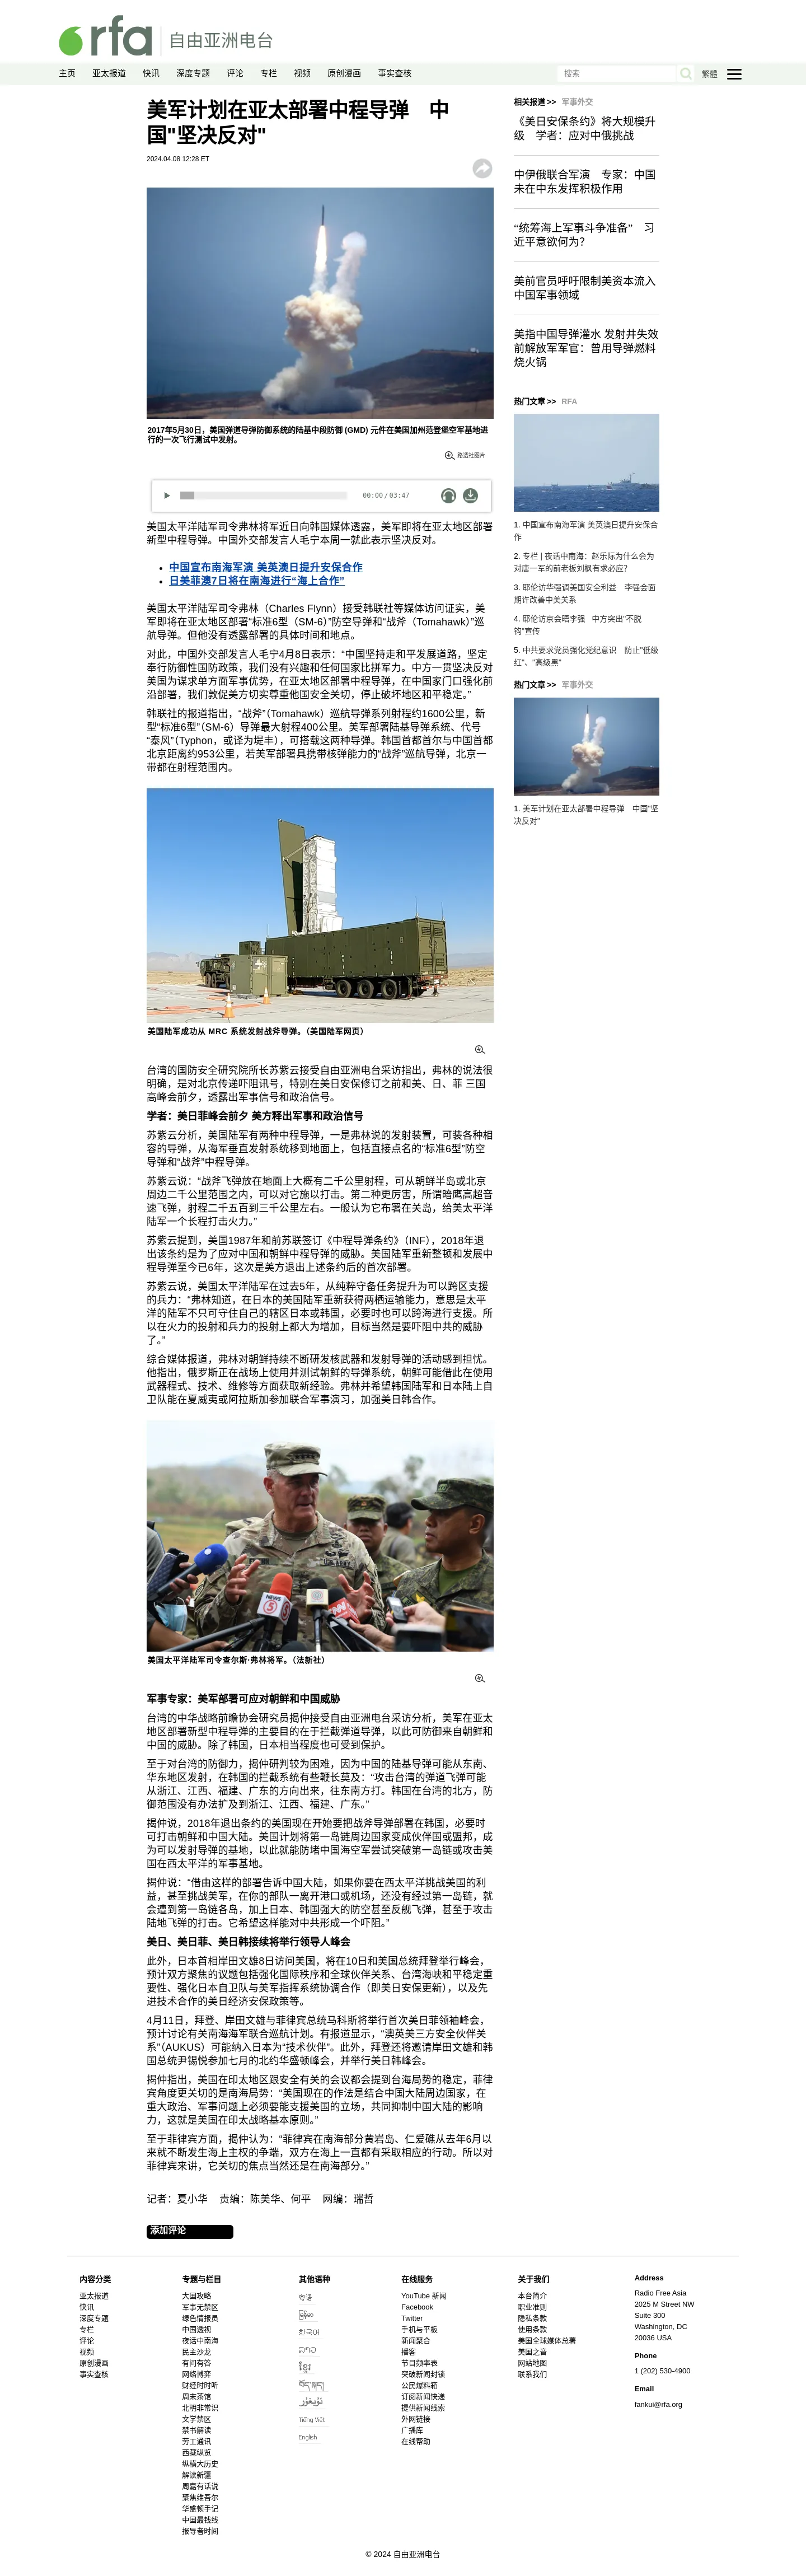 rfa 自由亚洲电台
主页 亚太报道 快讯 深度专题 评论 专栏 视频 原创漫画 事实查核 搜索 繁體
美军计划在亚太部署中程导弹　中
国"坚决反对"
2024.04.08 12:28 ET
2017年5月30日，美国弹道导弹防御系统的陆基中段防御 (GMD) 元件在美国加州范登堡空军基地进
行的一次飞行测试中发射。
路透社图片
00:00 / 03:47
美国太平洋陆军司令弗林将军近日向韩国媒体透露，美军即将在亚太地区部署
新型中程导弹。中国外交部发言人毛宁本周一就此表示坚决反对。
中国宣布南海军演 美英澳日提升安保合作
日美菲澳7日将在南海进行“海上合作”
美国太平洋陆军司令弗林（Charles Flynn）接受韩联社等媒体访问证实，美
军即将在亚太地区部署“标准6型（SM-6）”防空导弹和“战斧（Tomahawk）”巡
航导弹。但他没有透露部署的具体时间和地点。
对此，中国外交部发言人毛宁4月8日表示：“中国坚持走和平发展道路，坚定
奉行防御性国防政策，我们没有兴趣和任何国家比拼军力。中方一贯坚决反对
美国为谋求单方面军事优势，在亚太地区部署中程导弹，在中国家门口强化前
沿部署，我们敦促美方切实尊重他国安全关切，停止破坏地区和平稳定。”
韩联社的报道指出，“战斧”（Tomahawk）巡航导弹系列射程约1600公里，新
型“标准6型”（SM-6）导弹最大射程400公里。美军部署陆基导弹系统、代号
“泰风”（Typhon，或译为堤丰），可搭载这两种导弹。韩国首都首尔与中国首都
北京距离约953公里，若美军部署具携带核弹能力的“战斧”巡航导弹，北京一
带都在射程范围内。
美国陆军成功从 MRC 系统发射战斧导弹。（美国陆军网页）
台湾的国防安全研究院所长苏紫云接受自由亚洲电台采访指出，弗林的说法很
明确，是对北京传递吓阻讯号，特别在美日安保修订之前和美、日、菲 三国
高峰会前夕，透露出军事信号和政治信号。
学者：美日菲峰会前夕 美方释出军事和政治信号
苏紫云分析，美国陆军有两种中程导弹，一是弗林说的发射装置，可装各种相
容的导弹，从海军垂直发射系统移到地面上，包括直接点名的“标准6型”防空
导弹和“战斧”中程导弹。
苏紫云说：“战斧飞弹放在地面上大概有二千公里射程，可从朝鲜半岛或北京
周边二千公里范围之内，可以对它施以打击。第二种更厉害，所谓暗鹰高超音
速飞弹，射程二千五百到三千公里左右。一般认为它布署在关岛，给美太平洋
陆军一个长程打击火力。”
苏紫云提到，美国1987年和前苏联签订《中程导弹条约》（INF），2018年退
出该条约是为了应对中国和朝鲜中程导弹的威胁。美国陆军重新整顿和发展中
程导弹至今已6年，这次是美方退出上述条约后的首次部署。
苏紫云说，美国太平洋陆军在过去5年，从纯粹守备任务提升为可以跨区支援
的兵力：“弗林知道，在日本的美国陆军重新获得两栖运输能力，意思是太平
洋的陆军不只可守住自己的辖区日本或韩国，必要时也可以跨海进行支援。所
以在火力的投射和兵力的投射上都大为增加，目标当然是要吓阻中共的威胁
了。”
综合媒体报道，弗林对朝鲜持续不断研发核武器和发射导弹的活动感到担忧。
他指出，俄罗斯正在战场上使用并测试朝鲜的导弹系统，朝鲜可能借此在使用
武器程式、技术、维修等方面获取新经验。弗林并希望韩国陆军和日本陆上自
卫队能在夏威夷或阿拉斯加参加联合军事演习，加强美日韩合作。
美国太平洋陆军司令查尔斯·弗林将军。（法新社）
军事专家：美军部署可应对朝鲜和中国威胁
台湾的中华战略前瞻协会研究员揭仲接受自由亚洲电台采访分析，美军在亚太
地区部署新型中程导弹的主要目的在于拦截弹道导弹，以此可防御来自朝鲜和
中国的威胁。除了韩国，日本相当程度也可受到保护。
至于对台湾的防御力，揭仲研判较为困难，因为中国的陆基导弹可能从东南、
华东地区发射，在韩国的拦截系统有些鞭长莫及：“攻击台湾的弹道飞弹可能
从浙江、江西、福建、广东的方向出来，往东南方打。韩国在台湾的北方，防
御范围没有办法扩及到浙江、江西、福建、广东。”
揭仲说，2018年退出条约的美国现在开始要把战斧导弹部署在韩国，必要时
可打击朝鲜和中国大陆。美国计划将第一岛链周边国家变成伙伴国或盟邦，成
为可以发射导弹的基地，以此就能防堵中国海空军尝试突破第一岛链或攻击美
国在西太平洋的军事基地。
揭仲说：“借由这样的部署告诉中国大陆，如果你要在西太平洋挑战美国的利
益，甚至挑战美军，在你的部队一离开港口或机场，还没有经过第一岛链，就
会遭到第一岛链各岛，加上日本、韩国强大的防空甚至反舰飞弹，甚至于攻击
陆地飞弹的打击。它希望这样能对中共形成一个吓阻。”
美日、美日菲、美日韩接续将举行领导人峰会
此外，日本首相岸田文雄8日访问美国，将在10日和美国总统拜登举行峰会，
预计双方聚焦的议题包括强化国际秩序和全球伙伴关系、台湾海峡和平稳定重
要性、强化日本自卫队与美军指挥系统协调合作（即美日安保更新），以及先
进技术合作的美日经济安保政策等。
4月11日，拜登、岸田文雄与菲律宾总统马科斯将举行首次美日菲领袖峰会，
预计讨论有关南海海军联合巡航计划。有报道显示，“澳英美三方安全伙伴关
系”（AUKUS）可能纳入日本为“技术伙伴”。此外，拜登还将邀请岸田文雄和韩
国总统尹锡悦参加七月的北约华盛顿峰会，并举行美日韩峰会。
揭仲指出，美国在印太地区跟安全有关的会议都会提到台海局势的稳定，菲律
宾角度更关切的是南海局势：“美国现在的作法是结合中国大陆周边国家，在
重大政治、军事问题上必须要能支援美国的立场，共同抑制中国大陆的影响
力，这就是美国在印太战略基本原则。”
至于菲律宾方面，揭仲认为：“菲律宾在南海部分黄岩岛、仁爱礁从去年6月以
来就不断发生海上主权的争端，双方在海上一直都有采取相应的行动。所以对
菲律宾来讲，它关切的焦点当然还是在南海部分。”
记者：夏小华　责编：陈美华、何平　网编：瑞哲
添加评论
相关报道 >> 军事外交
《美日安保条约》将大规模升
级　学者：应对中俄挑战
中伊俄联合军演　专家：中国
未在中东发挥积极作用
“统筹海上军事斗争准备”　习
近平意欲何为？
美前官员呼吁限制美资本流入
中国军事领域
美指中国导弹灌水 发射井失效
前解放军军官：曾用导弹燃料
烧火锅
热门文章 >> RFA
1. 中国宣布南海军演 美英澳日提升安保合
作
2. 专栏 | 夜话中南海：赵乐际为什么会为
对唐一军的前老板刘枫有求必应？
3. 耶伦访华强调美国安全利益　李强会面
期许改善中美关系
4. 耶伦访京会晤李强　中方突出"不脱
钩"宣传
5. 中共要求党员强化党纪意识　防止"低级
红"、"高级黑"
热门文章 >> 军事外交
1. 美军计划在亚太部署中程导弹　中国"坚
决反对"
内容分类
亚太报道
快讯
深度专题
专栏
评论
视频
原创漫画
事实查核
专题与栏目
大国攻略
军事无禁区
绿色情报员
中国透视
夜话中南海
民主沙龙
有问有答
网络博弈
财经时时听
周末茶馆
北明非常识
文学禁区
禁书解读
劳工通讯
西藏纵览
纵横大历史
解读新疆
周嘉有话说
聚焦维吾尔
华盛顿手记
中国最钱线
报导者时间
其他语种
粤语
မြန်မာ
한국어
ລາວ
ខ្មែរ
བོད་སྐད།
ئۇيغۇر
Tiếng Việt
English
在线服务
YouTube 新闻
Facebook
Twitter
手机与平板
新闻聚合
播客
节目频率表
突破新闻封锁
公民爆料箱
订阅新闻快递
提供新闻线索
外网链接
广播库
在线帮助
关于我们
本台简介
职业准则
隐私条款
使用条款
美国全球媒体总署
美国之音
网站地图
联系我们
Address
Radio Free Asia
2025 M Street NW
Suite 300
Washington, DC
20036 USA
Phone
1 (202) 530-4900
Email
fankui@rfa.org
© 2024 自由亚洲电台